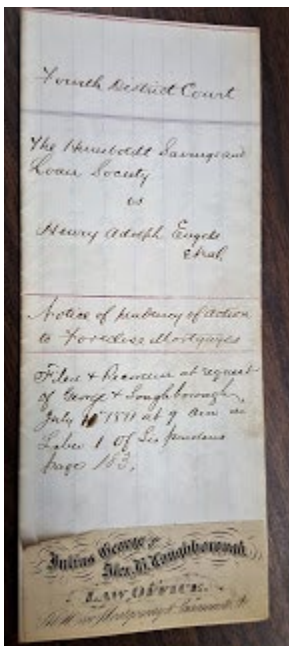 Fourth District Court
The Humboldt Savings and
Loan Society
vs
Henry Adolph Engels
et al.
Notice of pendency of action
to Foreclose Mortgages
Filed & Recorded at request
of George & Loughborough
July 1871 at 9 am in
Liber 1 of Lis pendens
page 183.
Julius George &
Alex. H. Loughborough
LAW OFFICE.
Montgomery &